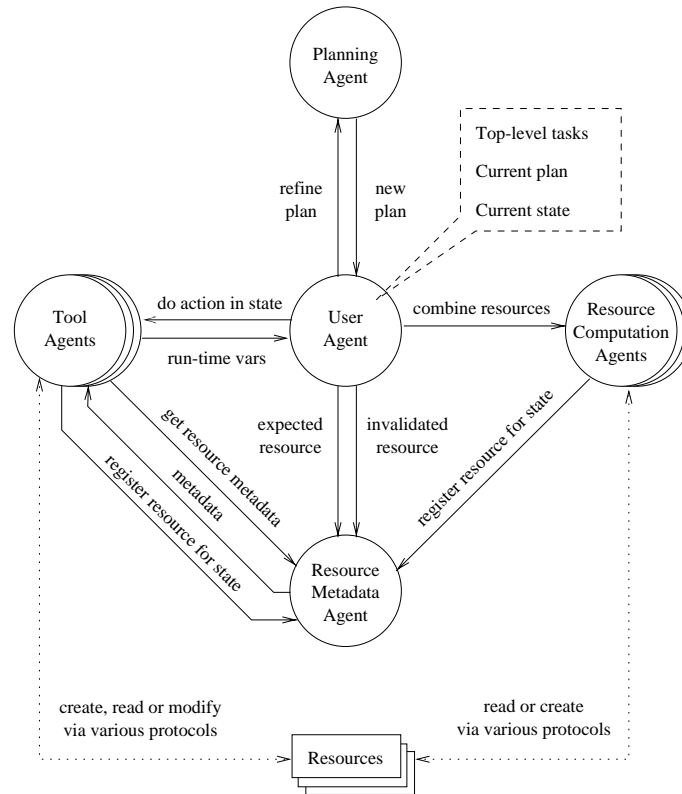 Planning
Agent
Top-level tasks
Current plan
Current state
refine
plan
new
plan
do action in state
Tool
Agents
User
Agent
combine resources
Resource
Computation
Agents
run-time vars
expected
resource
invalidated
resource
get resource metadata
metadata
register resource for state
register resource for state
Resource
Metadata
Agent
create, read or modify
via various protocols
read or create
via various protocols
Resources